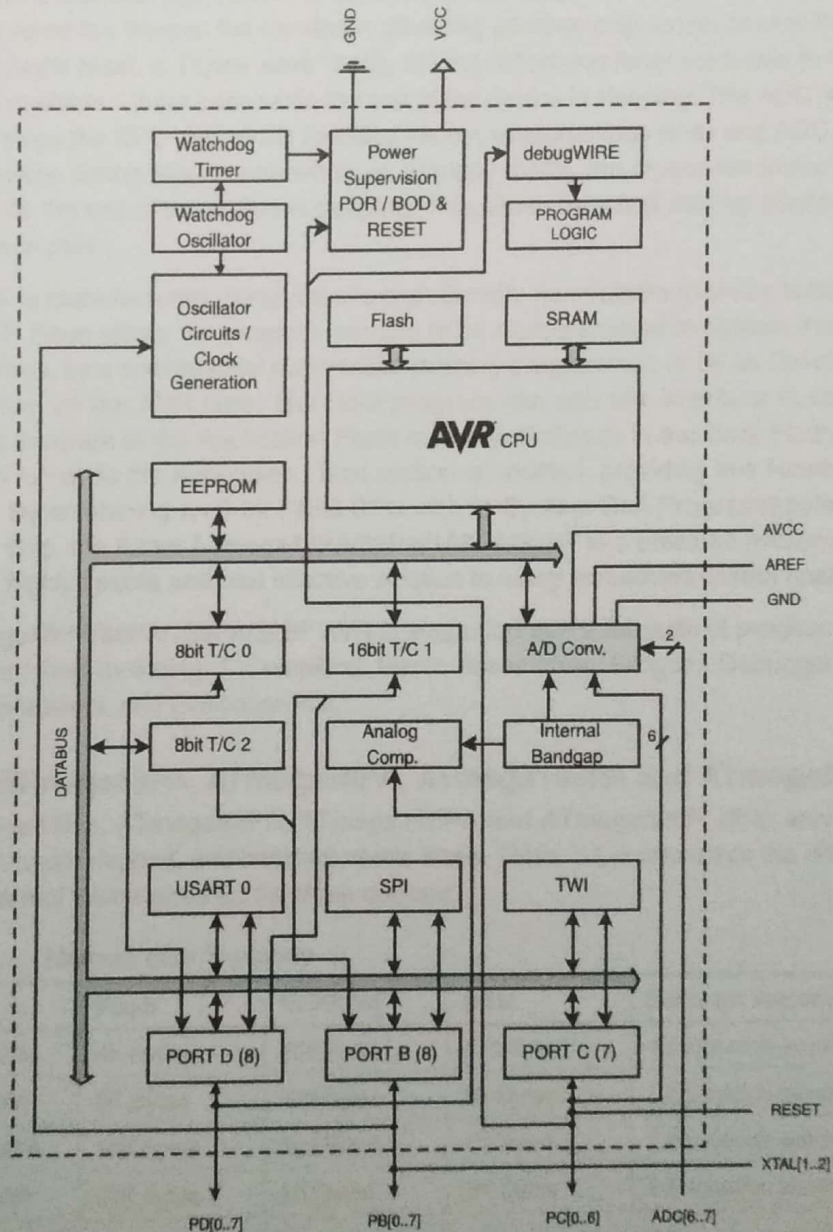 GND
VCC
Watchdog
Timer
Power
Supervision
POR / BOD &
RESET
debugWIRE
Watchdog
Oscillator
PROGRAM
LOGIC
Oscillator
Circuits /
Clock
Generation
Flash
SRAM
AVR CPU
EEPROM
AVCC
AREF
GND
8bit T/C 0
16bit T/C 1
A/D Conv.
2
8bit T/C 2
Analog
Comp.
Internal
Bandgap
6
DATABUS
USART 0
SPI
TWI
PORT D (8)
PORT B (8)
PORT C (7)
RESET
XTAL[1..2]
PD[0..7]
PB[0..7]
PC[0..6]
ADC[6..7]